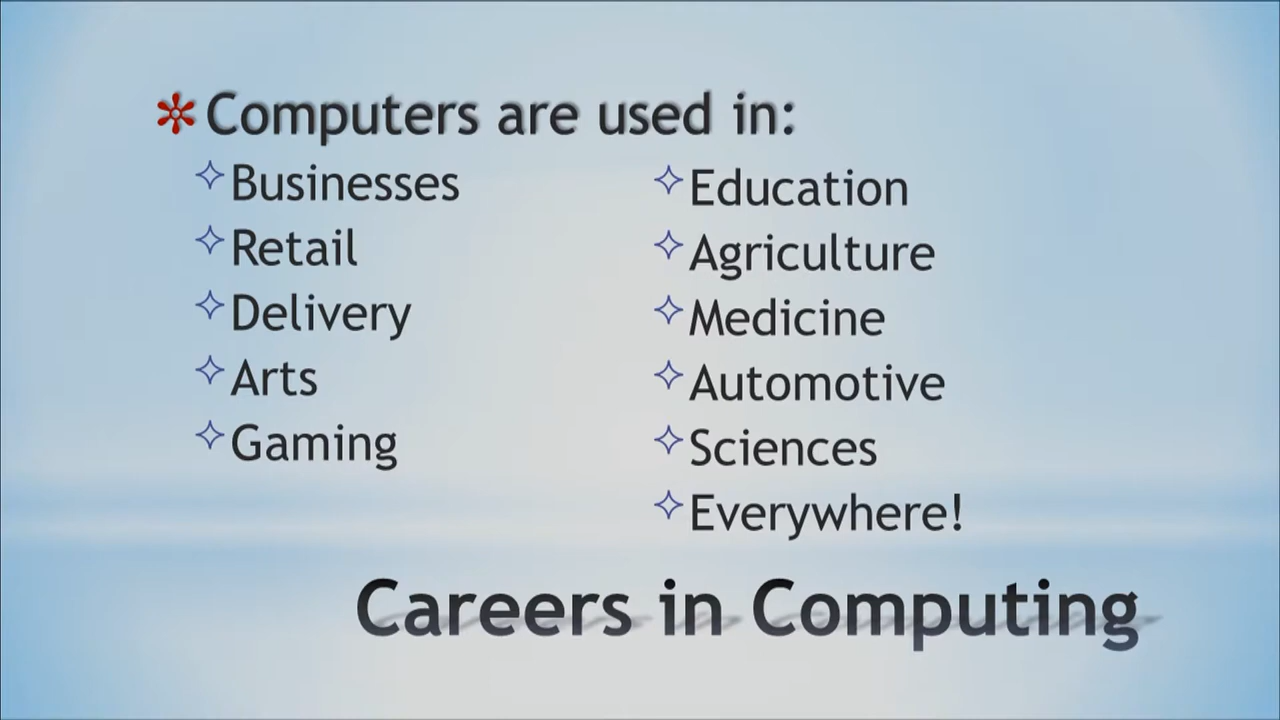 Computers are used in:
Businesses
Retail
Delivery
Arts
Gaming
Education
Agriculture
Medicine
Automotive
Sciences
Everywhere!
Careers in Computing